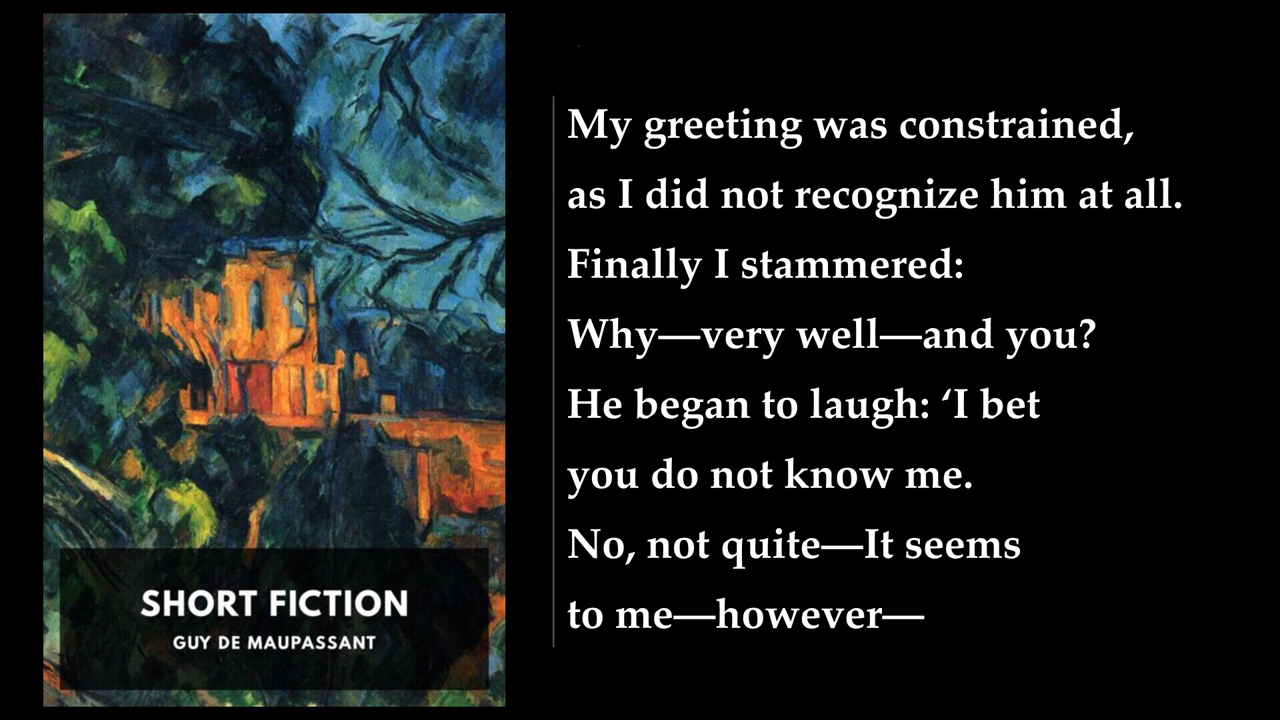 SHORT FICTION
GUY DE MAUPASSANT
My greeting was constrained,
as I did not recognize him at all.
Finally I stammered:
Why—very well—and you?
He began to laugh: ‘I bet
you do not know me.
No, not quite—It seems
to me—however—